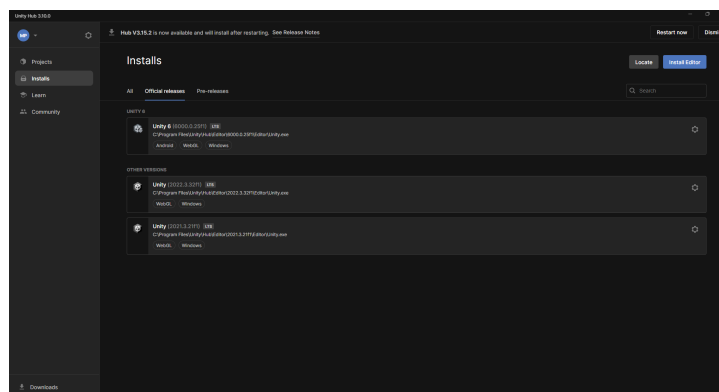 Unity Hub 3.10.0
MP
Hub V3.15.2 is now available and will install after restarting. See Release Notes
Restart now
Dismi
Projects
Installs
Learn
Community
Installs
Locate
Install Editor
All
Official releases
Pre-releases
Search
UNITY 6
Unity 6 (6000.0.25f1) LTS
C:\Program Files\Unity\Hub\Editor\6000.0.25f1\Editor\Unity.exe
Android WebGL Windows
OTHER VERSIONS
Unity (2022.3.32f1) LTS
C:\Program Files\Unity\Hub\Editor\2022.3.32f1\Editor\Unity.exe
WebGL Windows
Unity (2021.3.21f1) LTS
C:\Program Files\Unity\Hub\Editor\2021.3.21f1\Editor\Unity.exe
WebGL Windows
Downloads